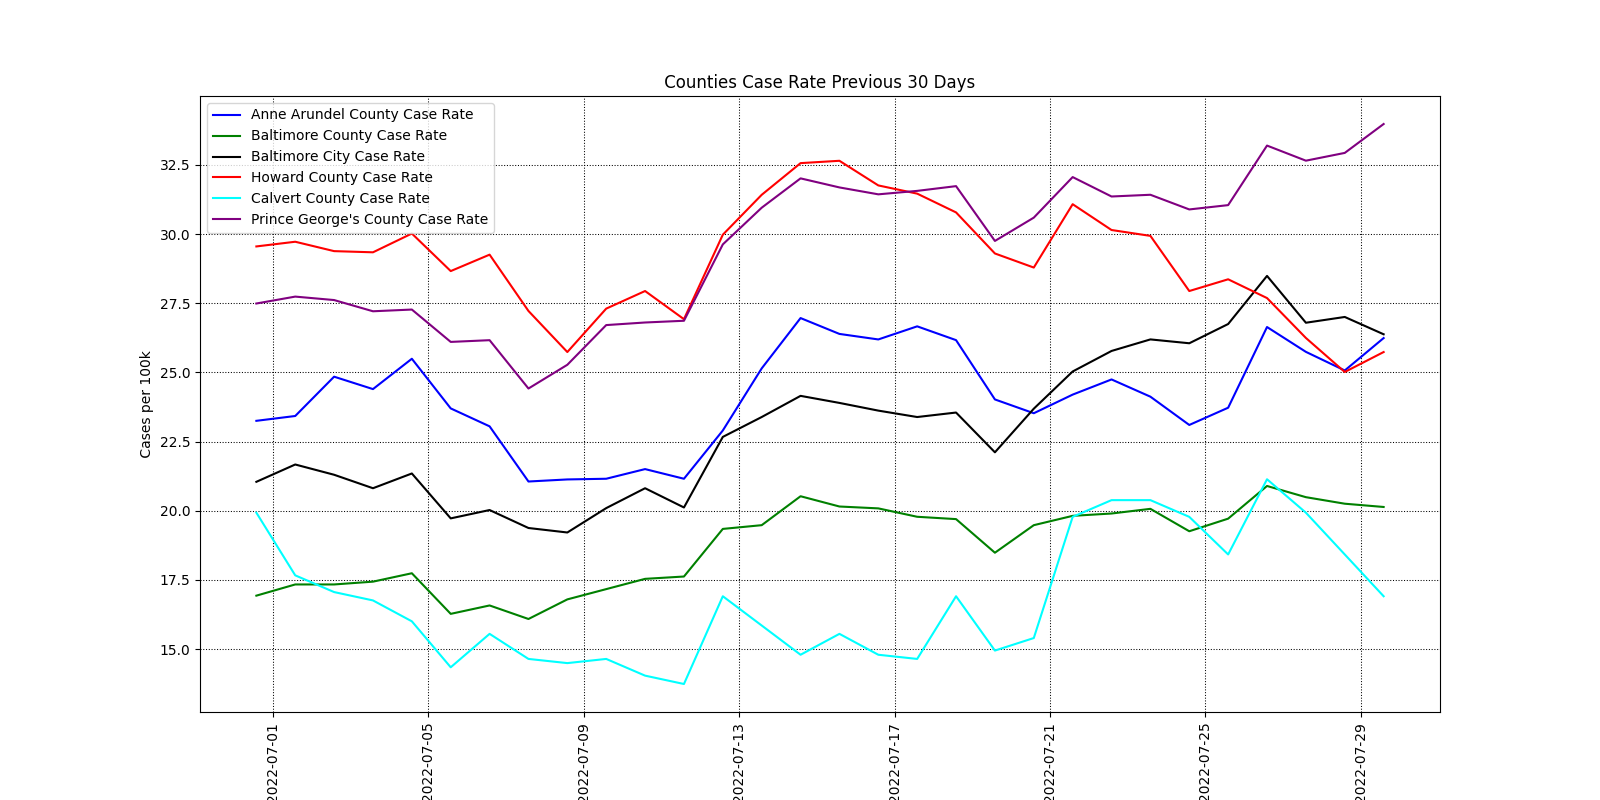 Counties Case Rate Previous 30 Days
Anne Arundel County Case Rate
Baltimore County Case Rate
Baltimore City Case Rate
Howard County Case Rate
Calvert County Case Rate
Prince George's County Case Rate
Cases per 100k
32.5
30.0
27.5
25.0
22.5
20.0
17.5
15.0
2022-07-01
2022-07-05
2022-07-09
2022-07-13
2022-07-17
2022-07-21
2022-07-25
2022-07-29